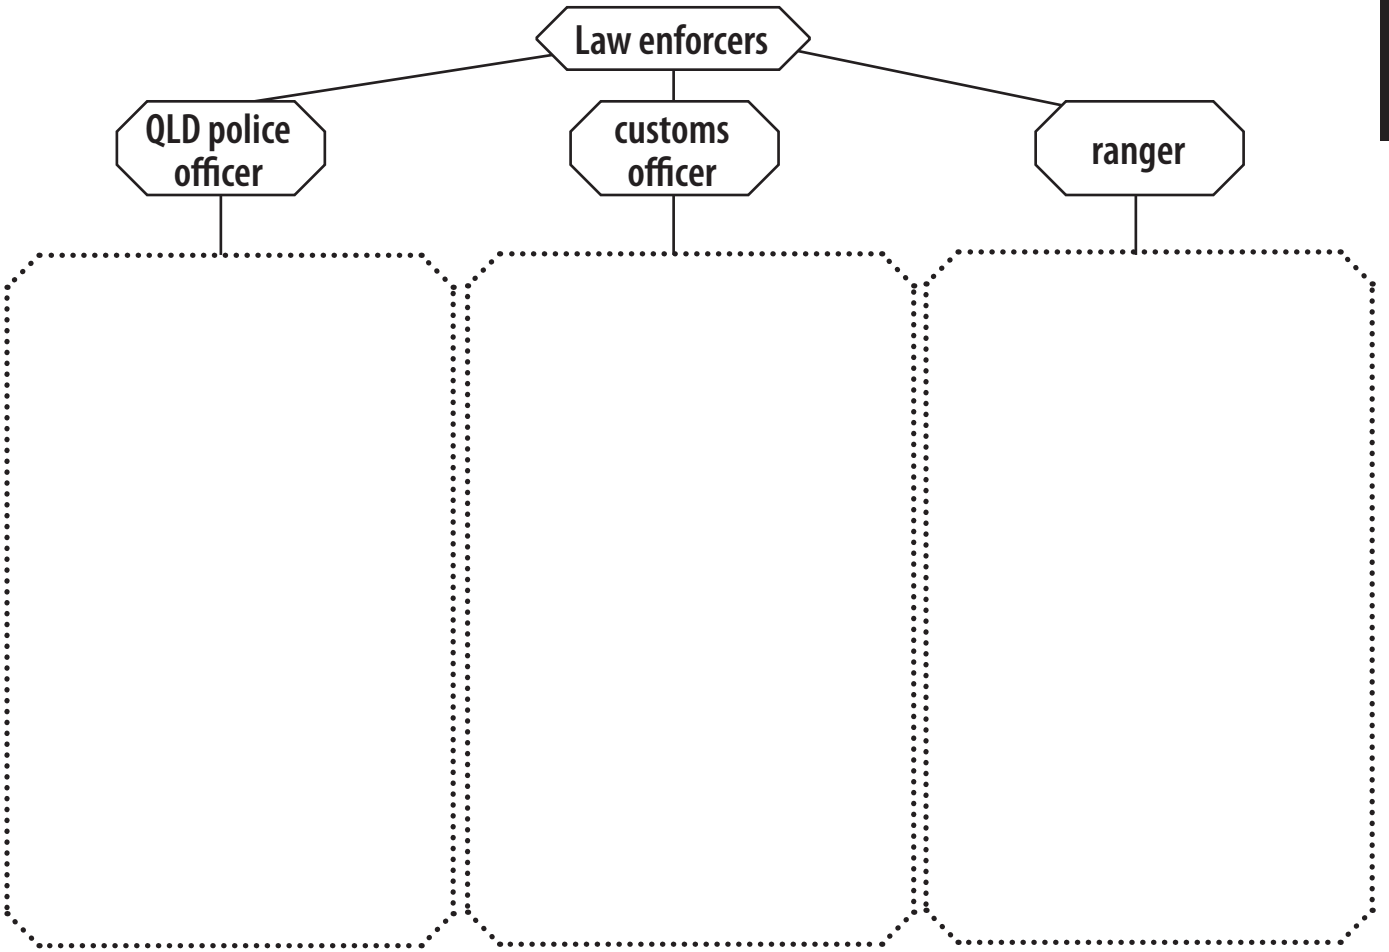 Law enforcers
QLD police
officer
customs
officer
ranger